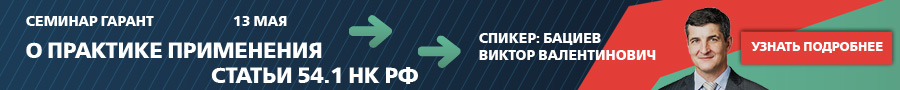 СЕМИНАР ГАРАНТ 13 МАЯ
О ПРАКТИКЕ ПРИМЕНЕНИЯ
СТАТЬИ 54.1 НК РФ
СПИКЕР: БАЦИЕВ
ВИКТОР ВАЛЕНТИНОВИЧ
УЗНАТЬ ПОДРОБНЕЕ